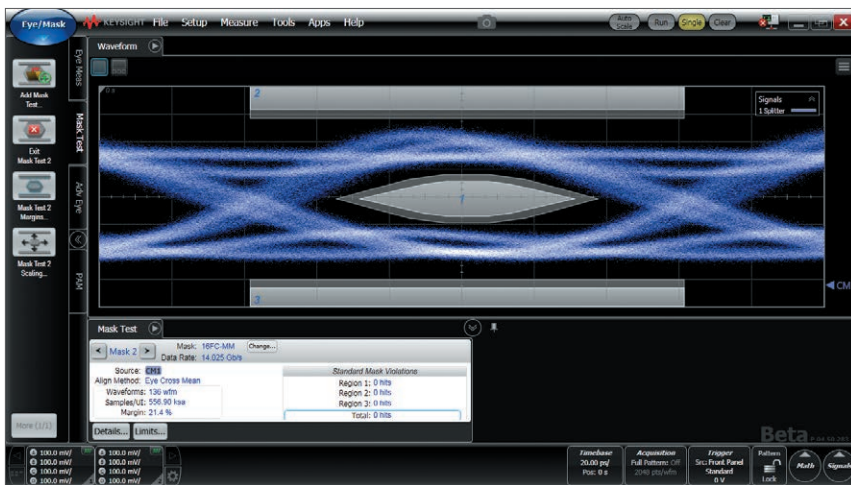 Eye/Mask
KEYSIGHT File Setup Measure Tools Apps Help
Auto Scale
Run
Single
Clear
Waveform
Eye Meas
Mask Test
Adv Eye
PAM
Add Mask
Test...
Exit
Mask Test 2
Mask Test 2
Margins...
Mask Test 2
Scaling...
More (1/1)
0 s
2
1
3
Signals
1 Splitter
CM
Mask Test
Mask 2
Mask: 16FC-MM
Change...
Data Rate: 14.025 Gb/s
Source: CM1
Align Method: Eye Cross Mean
Waveforms: 136 wfm
Samples/UI: 556.90 ksa
Margin: 21.4 %
Standard Mask Violations
Region 1: 0 hits
Region 2: 0 hits
Region 3: 0 hits
Total: 0 hits
Details...
Limits...
Beta
100.0 mV/
100.0 mV/
100.0 mV/
100.0 mV/
100.0 mV/
100.0 mV/
100.0 mV/
100.0 mV/
Timebase
20.00 ps/
Pos: 0 s
Acquisition
Full Pattern: Off
2048 pts/wfm
Trigger
Src: Front Panel
Standard
0 V
Pattern
Lock
Math
Signals